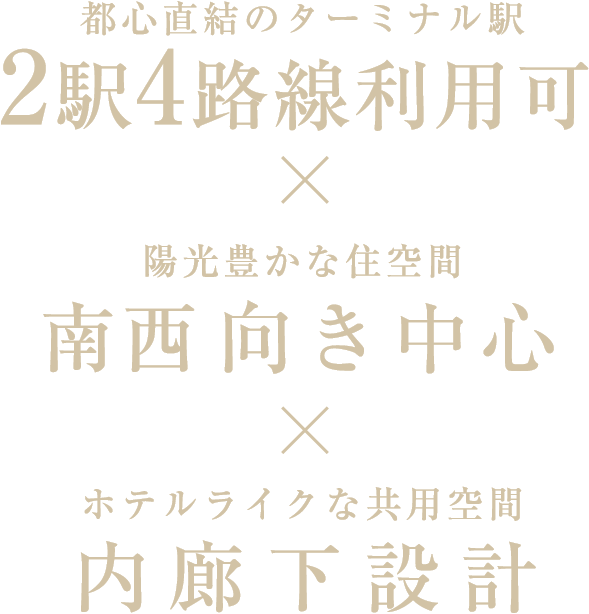 都心直結のターミナル駅
2駅4路線利用可
×
陽光豊かな住空間
南西向き中心
×
ホテルライクな共用空間
内廊下設計